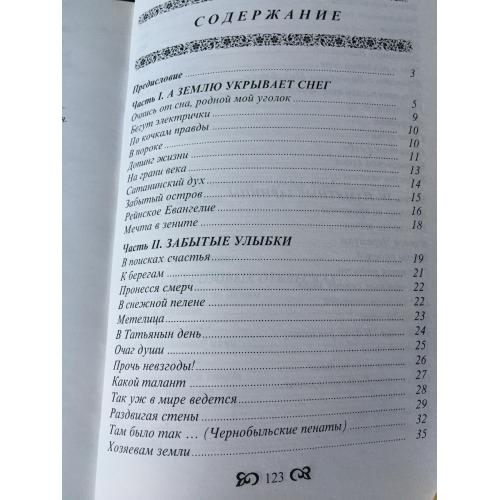 СОДЕРЖАНИЕ
Предисловие 3
Часть I. А ЗЕМЛЮ УКРЫВАЕТ СНЕГ
Очнись от сна, родной мой уголок 5
Бегут электрички 9
По кочкам правды 10
В пороке 10
Допинг жизни 11
На грани века 13
Сатанинский дух 14
Забытый остров 15
Рейнское Евангелие 16
Мечта в зените 18
Часть II. ЗАБЫТЫЕ УЛЫБКИ
В поисках счастья 19
К берегам 21
Пронесся смерч 22
В снежной пелене 22
Метелица 23
В Татьянин день 24
Очаг души 25
Прочь невзгоды! 26
Какой талант 27
Так уж в мире ведется 28
Раздвигая стены 29
Там было так ... (Чернобыльские пенаты) 32
Хозяевам земли 35
123